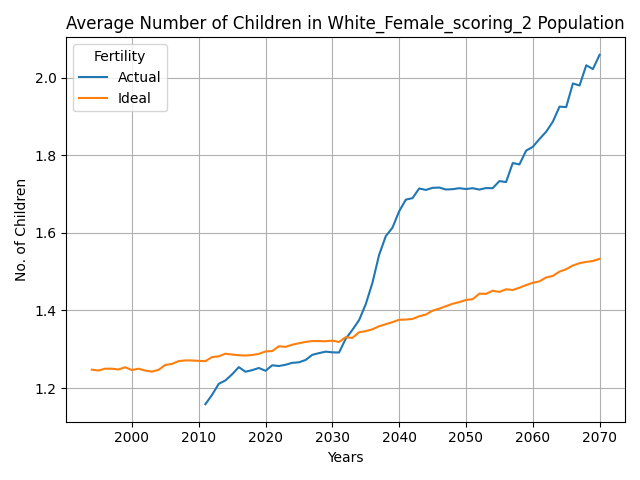 Average Number of Children in White_Female_scoring_2 Population
Fertility
Actual
Ideal
No. of Children
2.0
1.8
1.6
1.4
1.2
2000 2010 2020 2030 2040 2050 2060 2070
Years